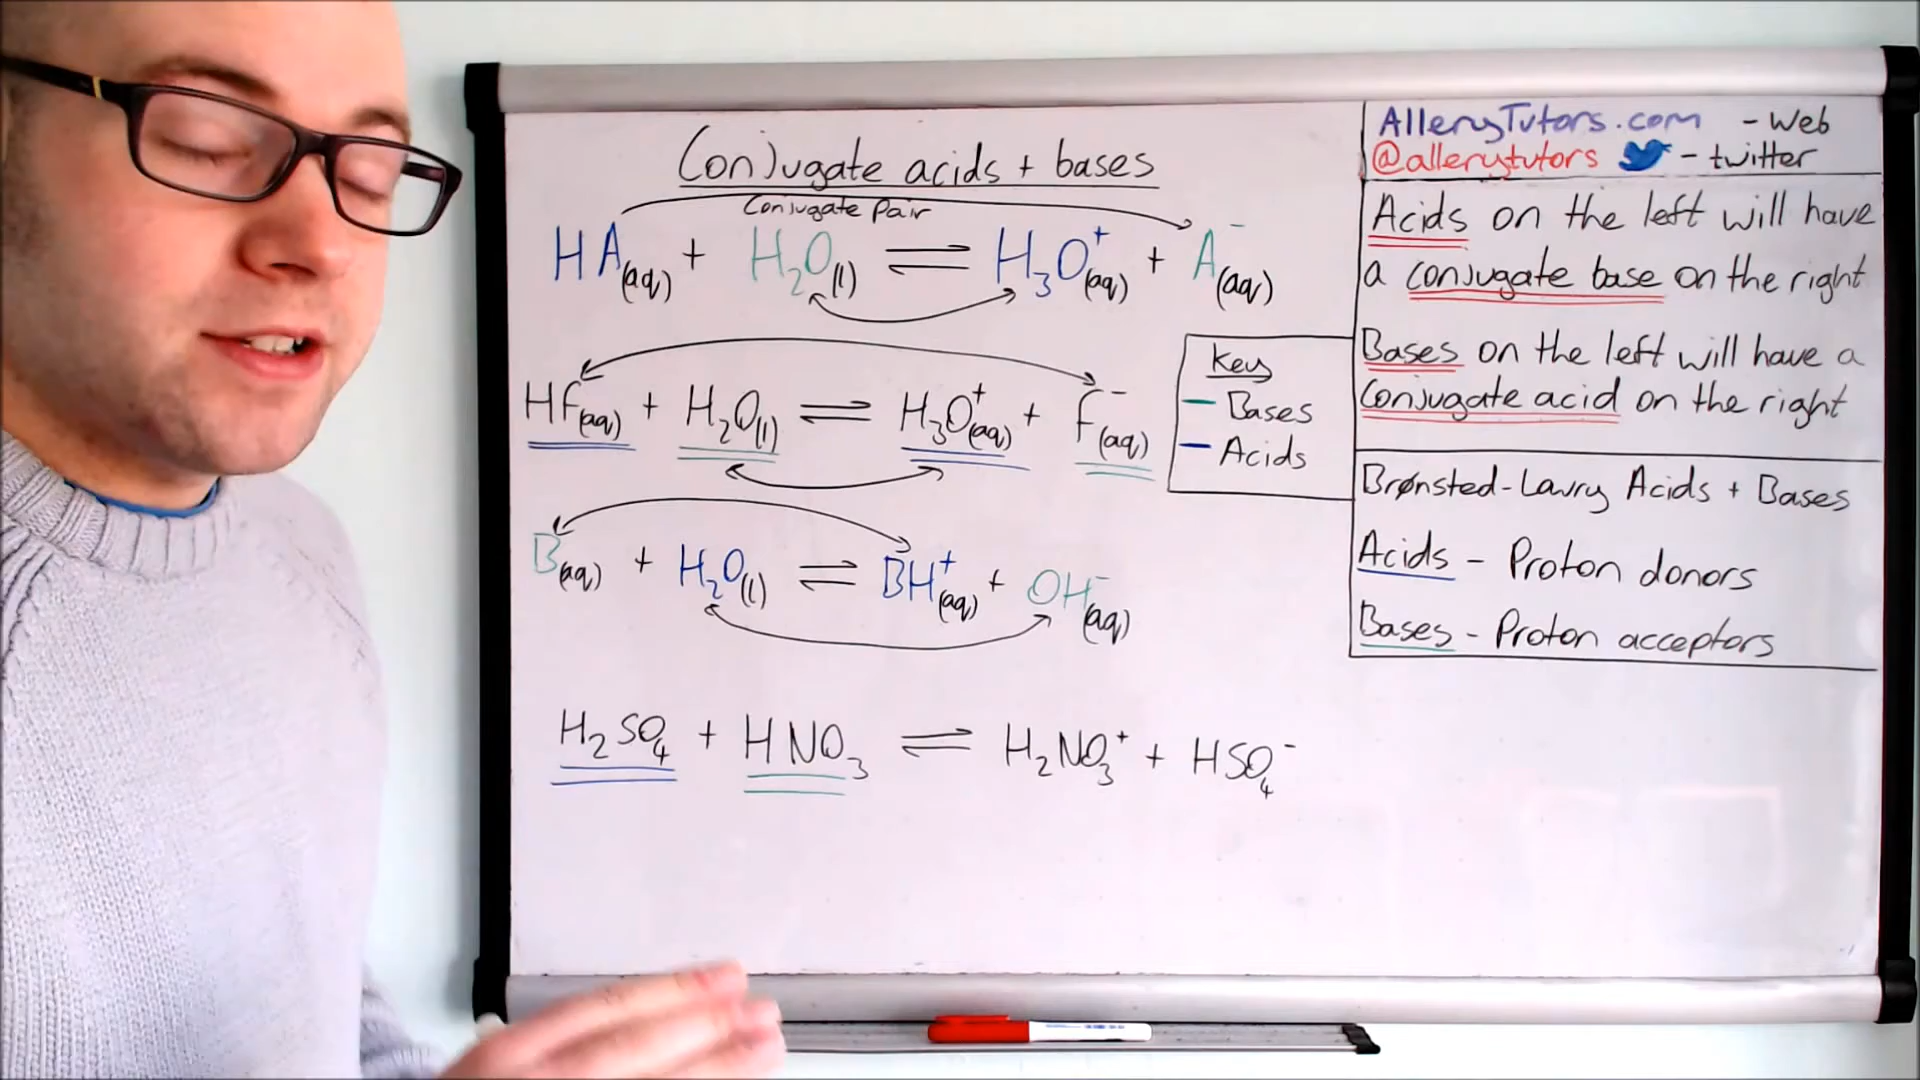 Conjugate acids + bases
Conjugate Pair
HA(aq) + H₂O(l) ⇌ H₃O⁺(aq) + A⁻(aq)
Hf(aq) + H₂O(l) ⇌ H₃O⁺(aq) + f⁻(aq)
B(aq) + H₂O(l) ⇌ BH⁺(aq) + OH⁻(aq)
H₂SO₄ + HNO₃ ⇌ H₂NO₃⁺ + HSO₄⁻
Key
Bases
Acids
AlleryTutors.com - Web
@allerytutors - twitter
Acids on the left will have
a conjugate base on the right
Bases on the left will have a
conjugate acid on the right
Brønsted-Lowry Acids + Bases
Acids - Proton donors
Bases - Proton acceptors